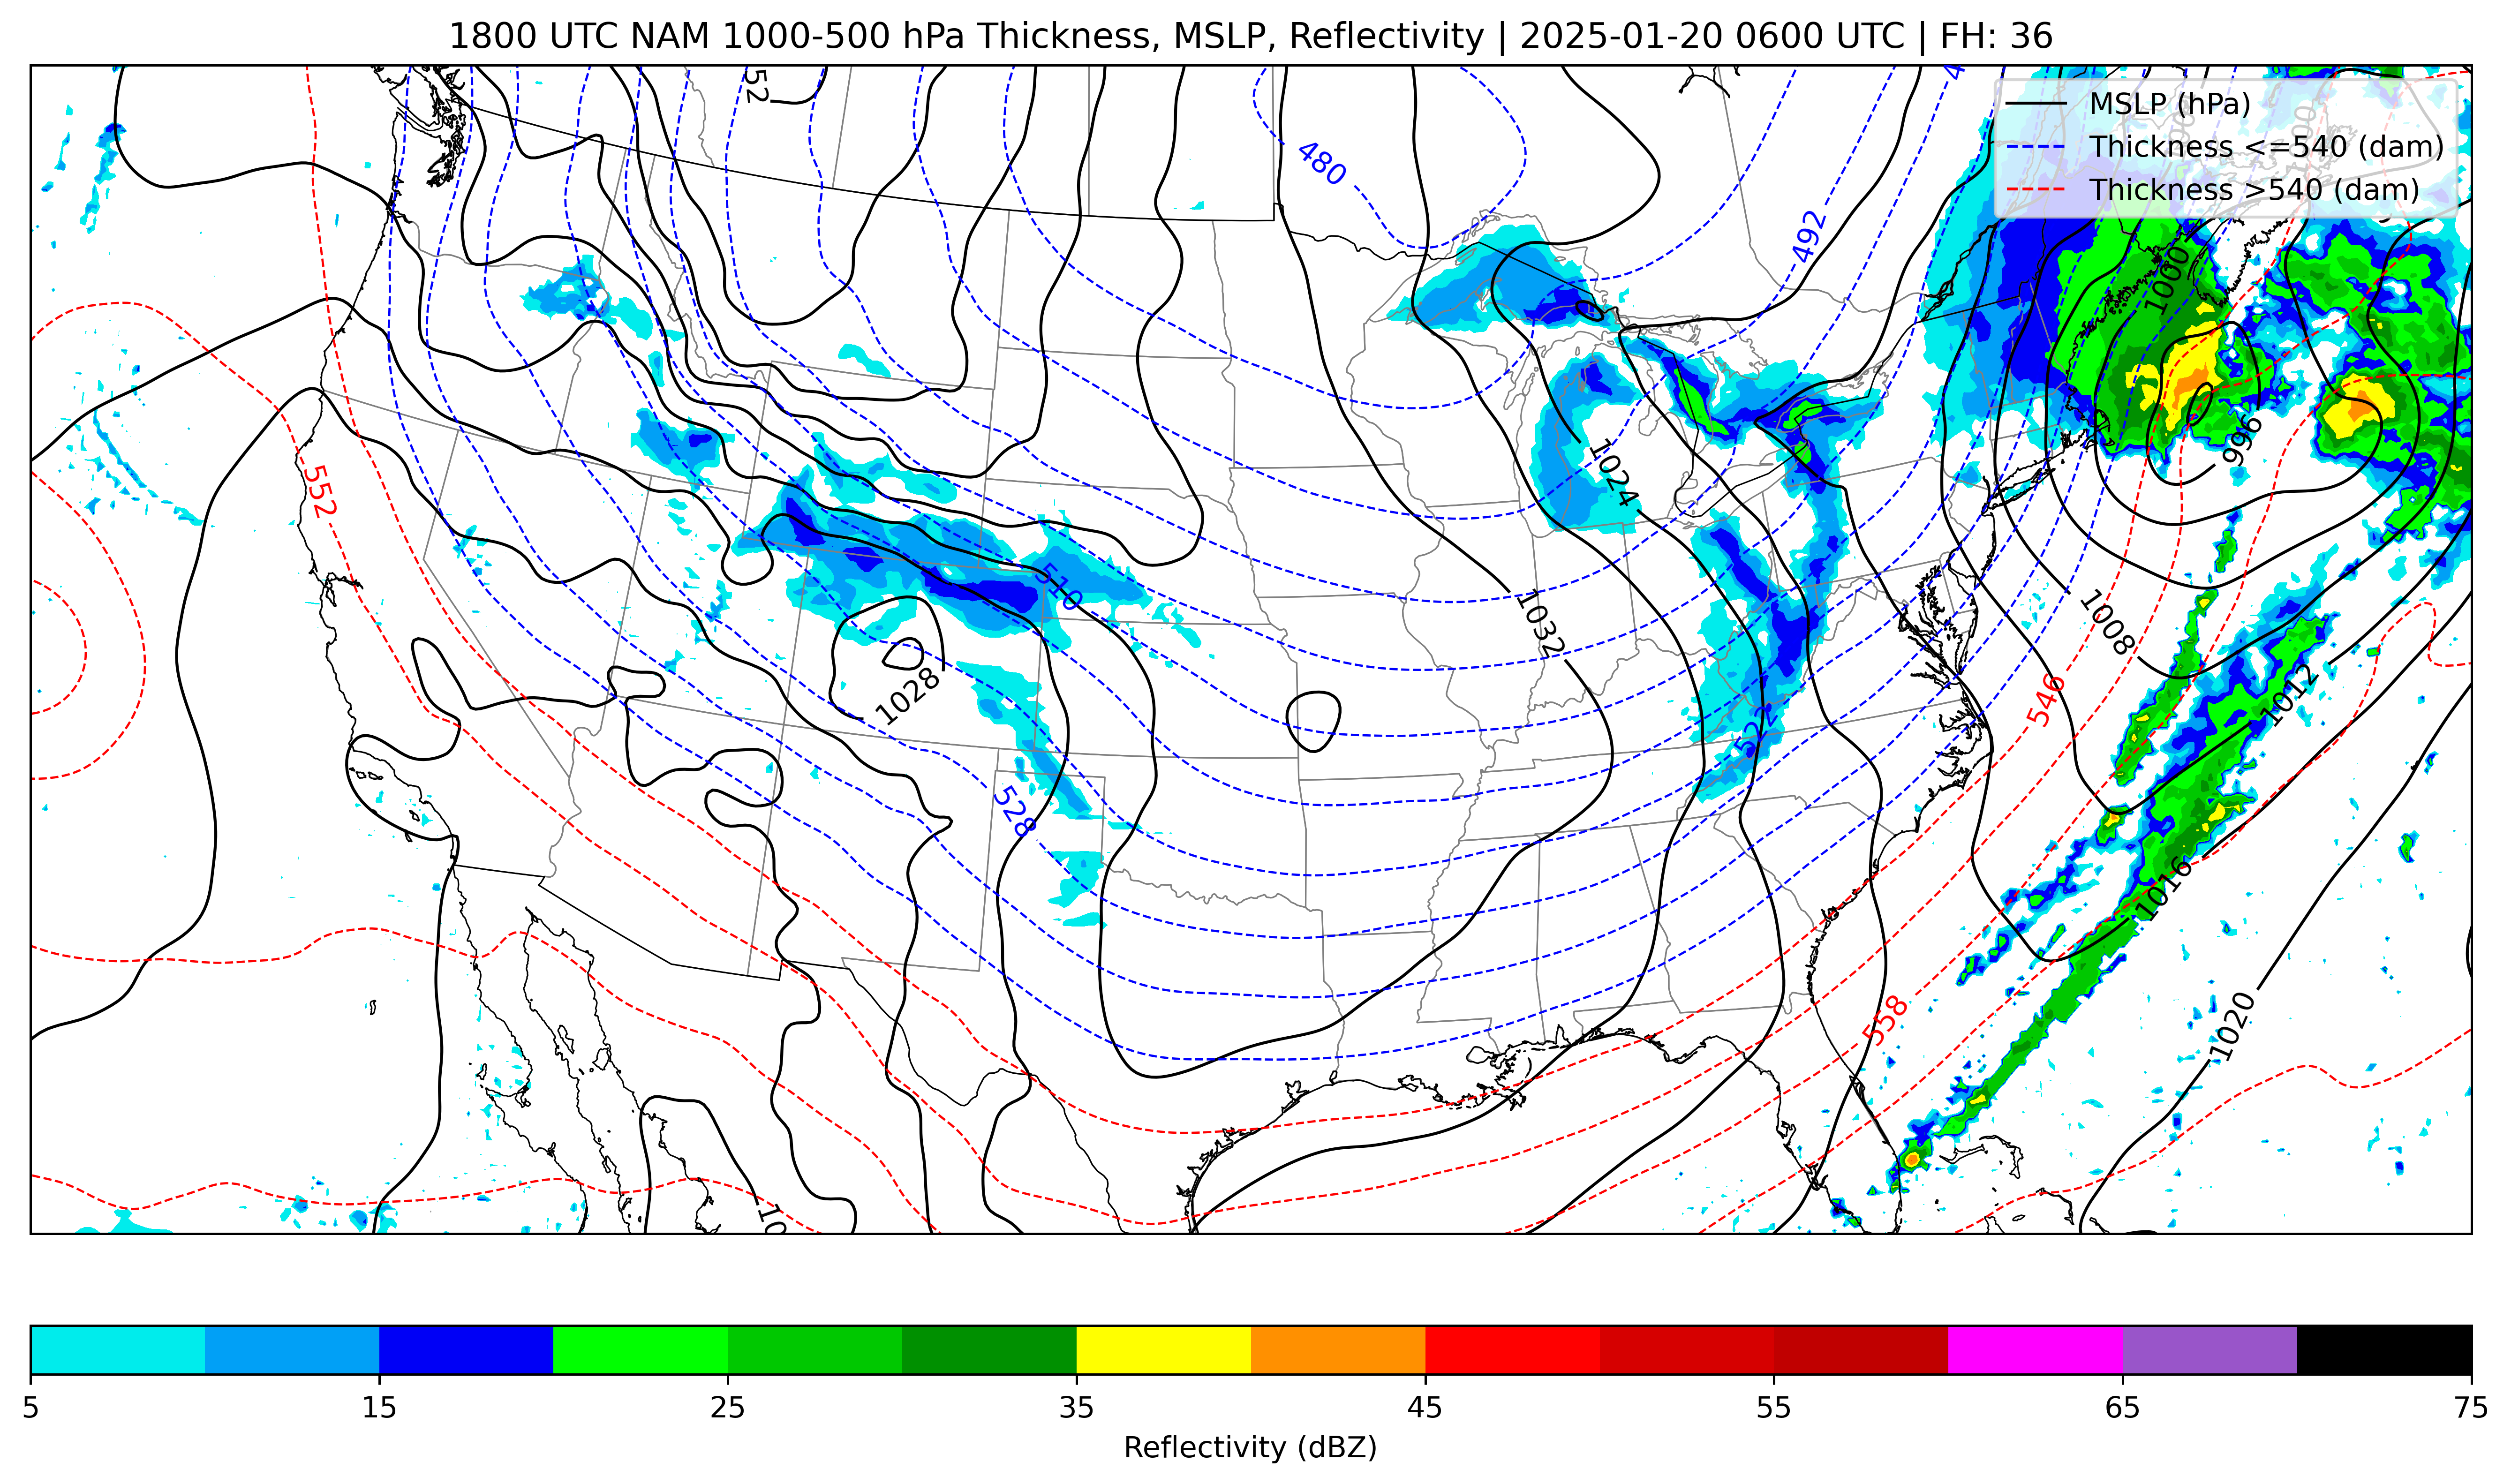 1800 UTC NAM 1000-500 hPa Thickness, MSLP, Reflectivity | 2025-01-20 0600 UTC | FH: 36
MSLP (hPa)
Thickness <=540 (dam)
Thickness >540 (dam)
480
492
1000
996
552
1024
510
1032
1008
1028
546
1012
522
528
1016
558
1020
5 15 25 35 45 55 65 75
Reflectivity (dBZ)